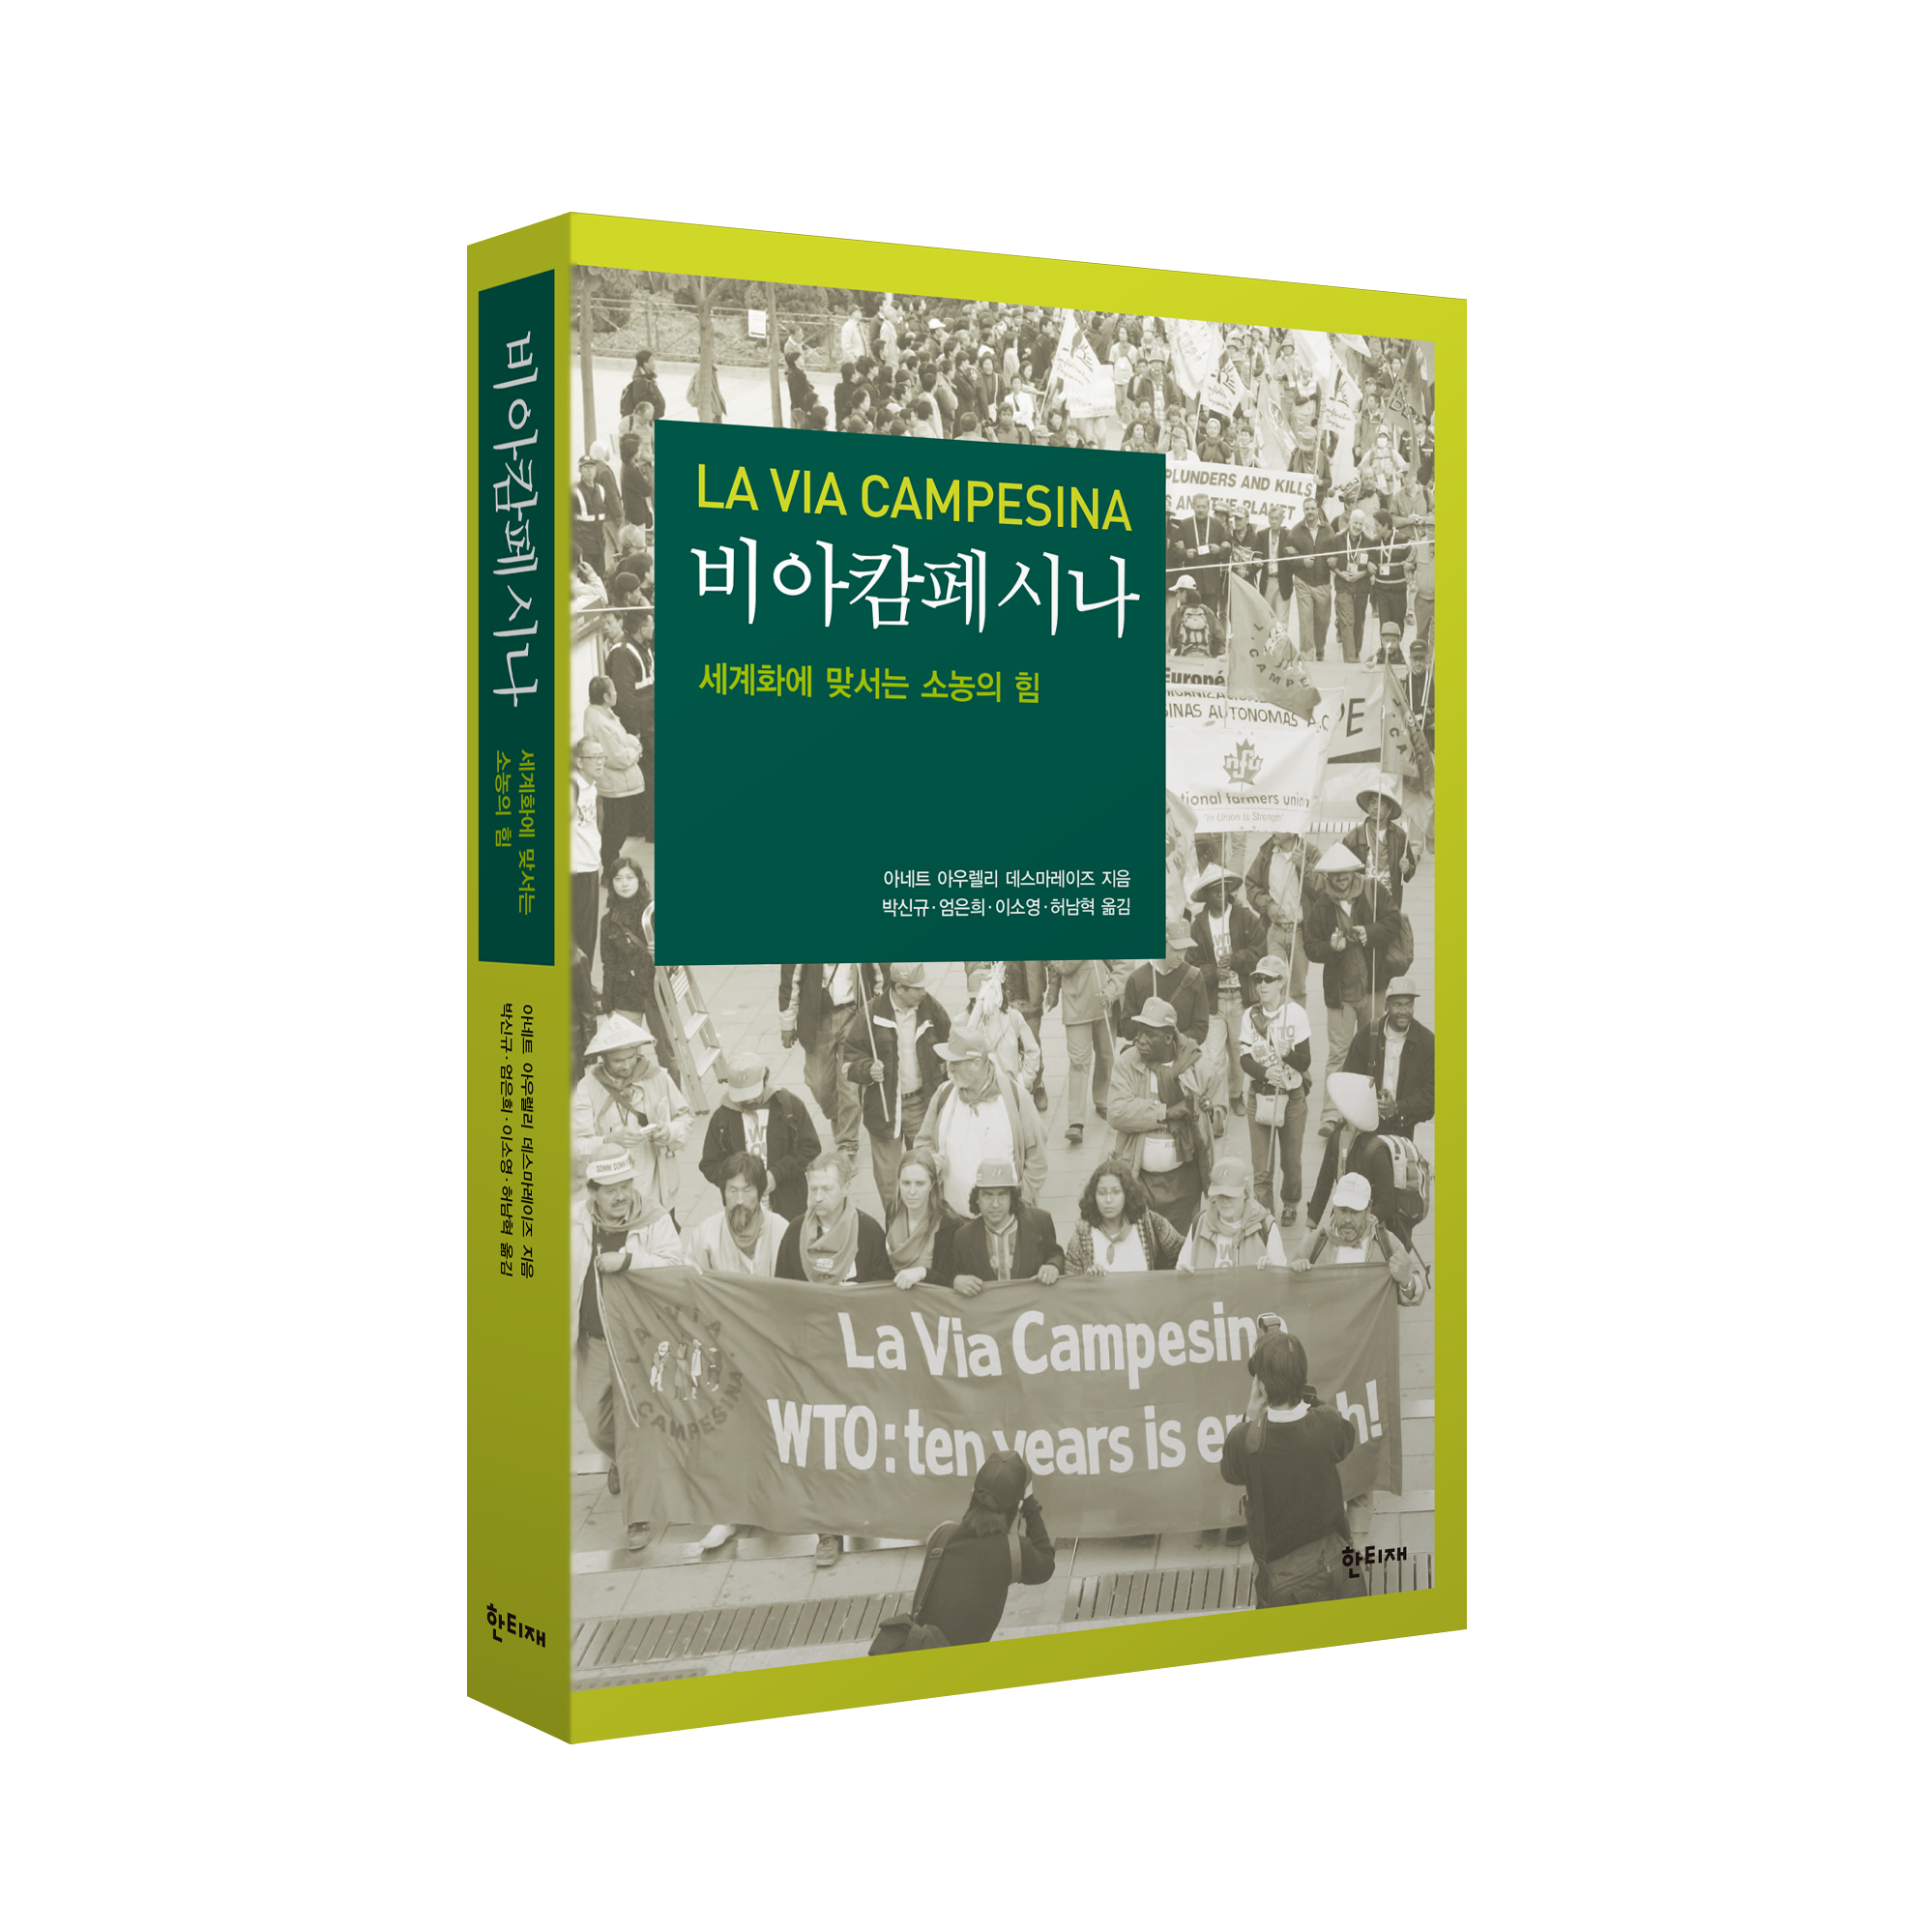 비아캄페시나
세계화에 맞서는
소농의 힘
아네트 아우렐리 데스마레이즈 지음
박신규·엄은희·이소영·허남혁 옮김
한티재
LA VIA CAMPESINA
비아캄페시나
세계화에 맞서는 소농의 힘
아네트 아우렐리 데스마레이즈 지음
박신규·엄은희·이소영·허남혁 옮김
PLUNDERS AND KILLS
AND THE PLANET
Europé
SINAS AUTONOMAS A.C
nfu
tional farmers union
"In Union is Strength"
LA VIA
CAMPESINA
La Via Campesin
WTO: ten years is e h!
한티재